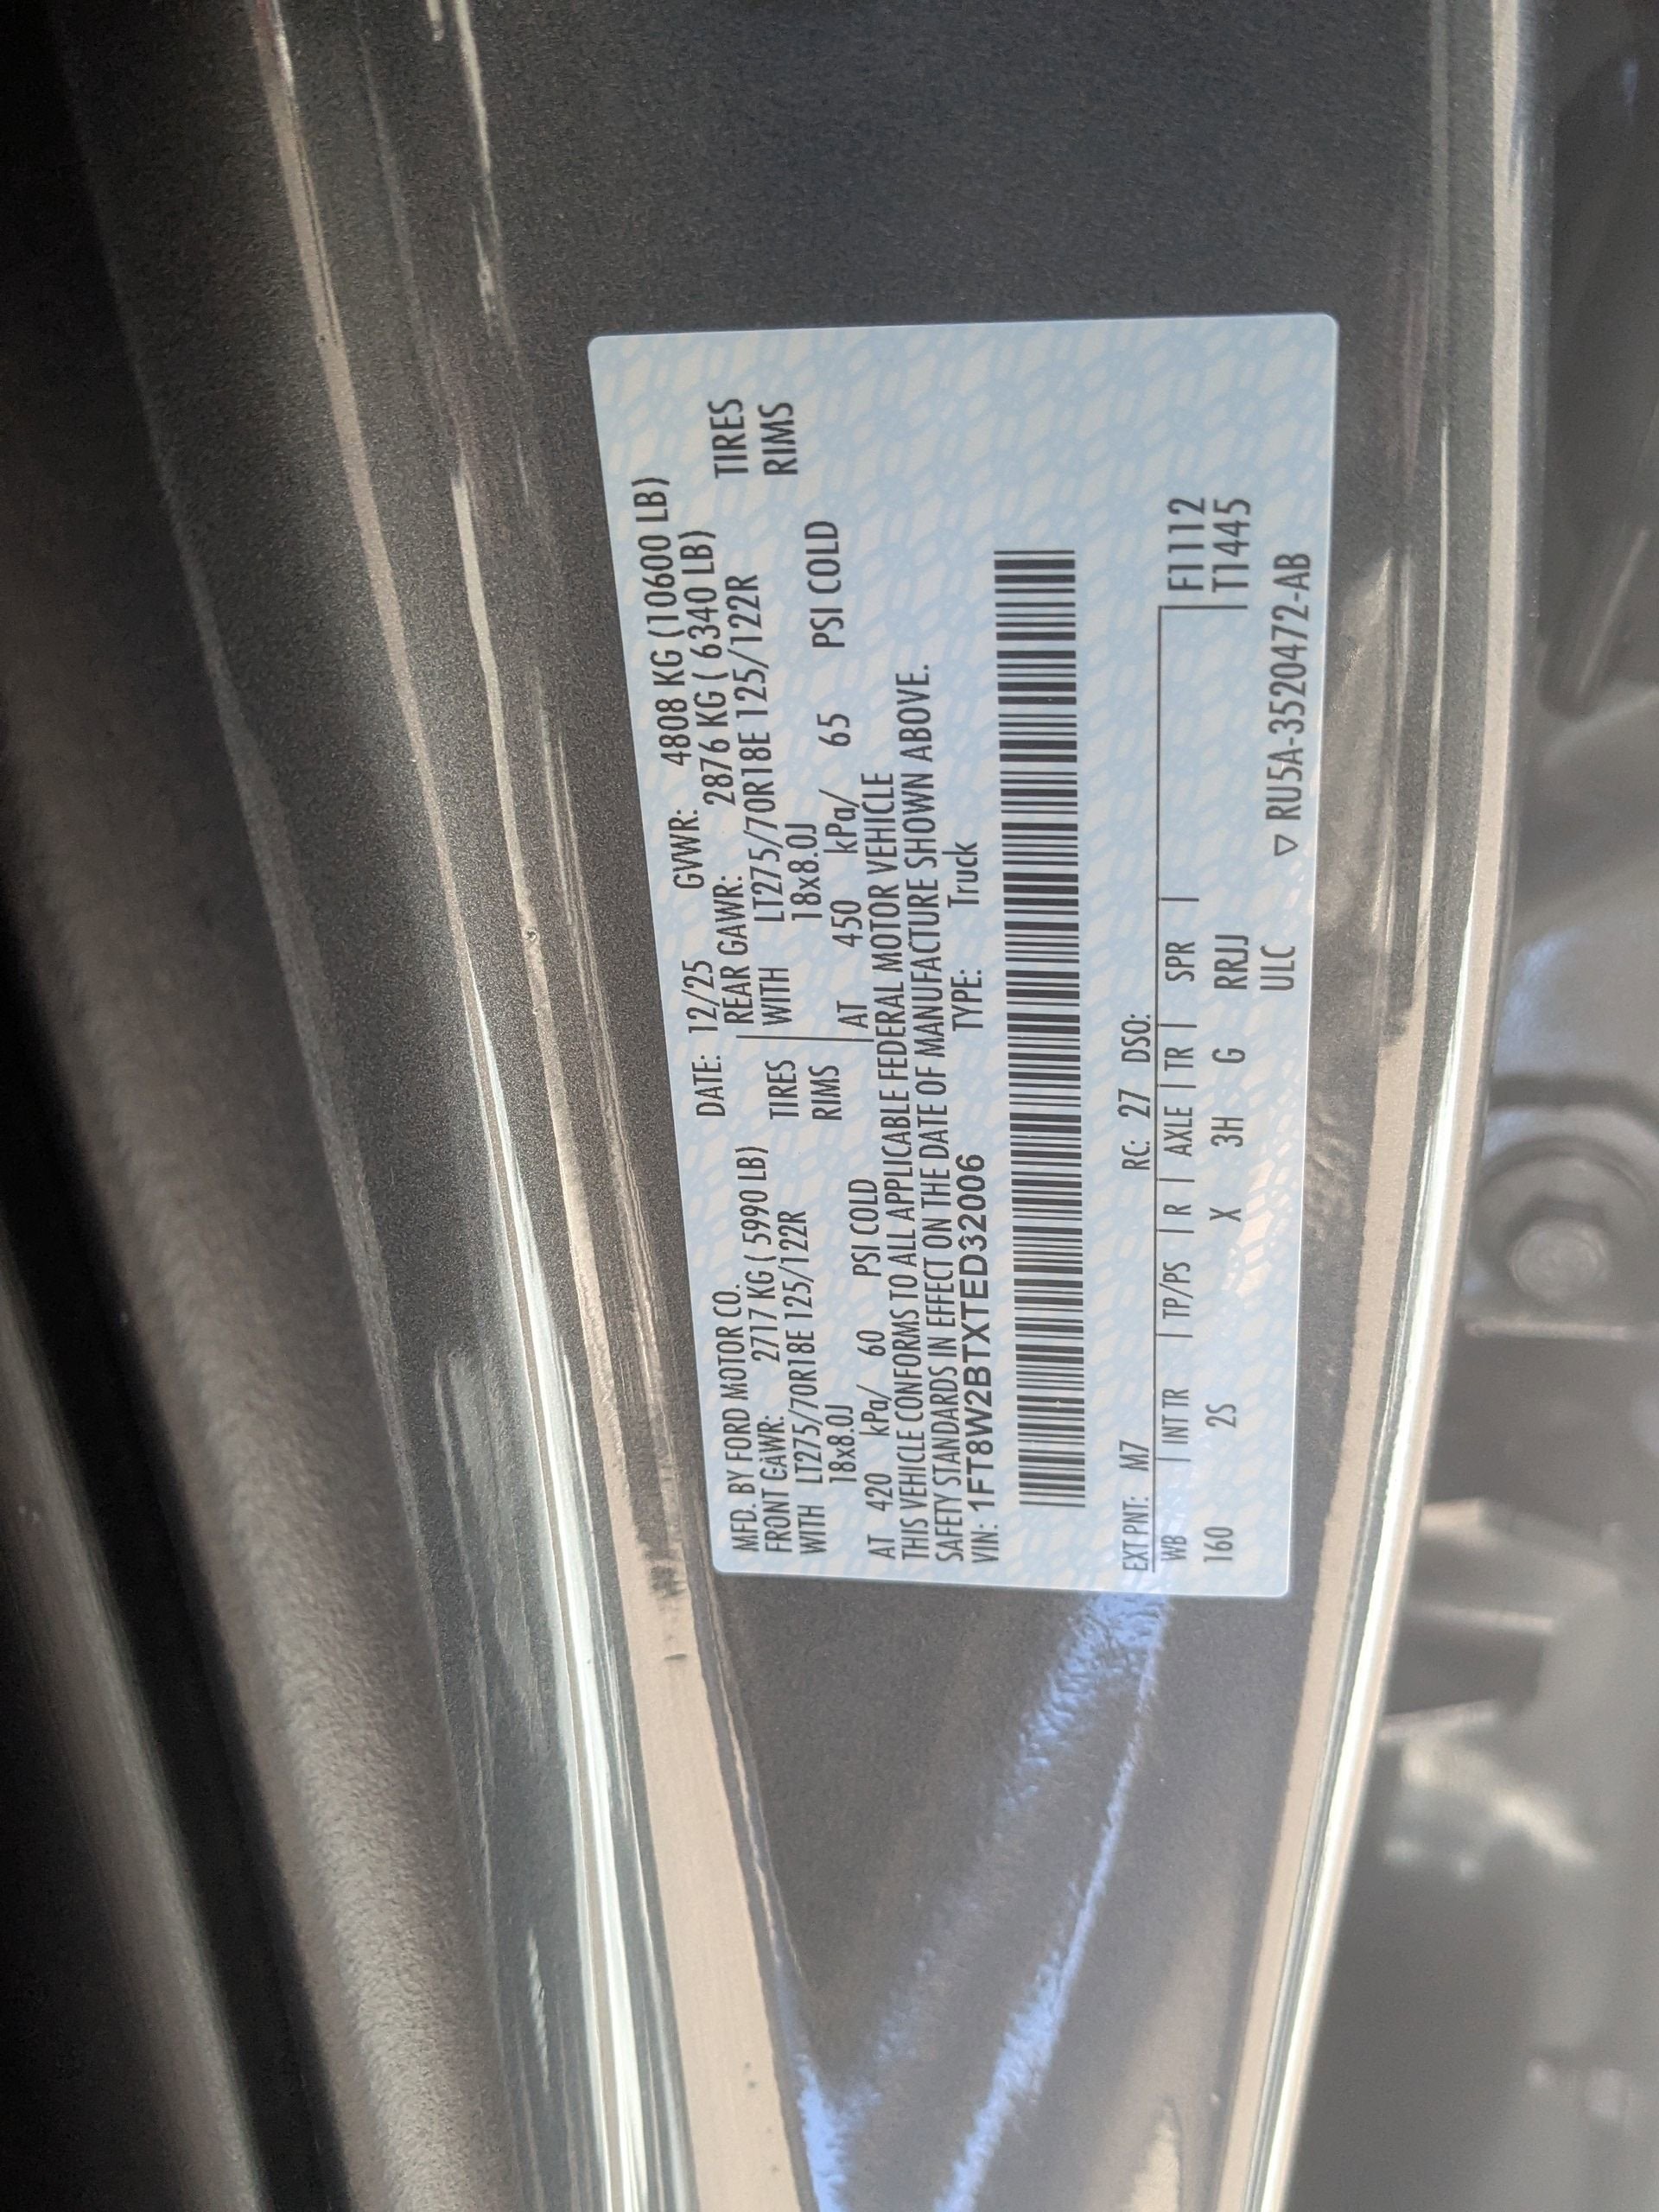 MFD. BY FORD MOTOR CO.
DATE: 12/25 GVWR: 4808 KG (10600 LB)
FRONT GAWR: 2717 KG ( 5990 LB) REAR GAWR: 2876 KG ( 6340 LB)
WITH LT275/70R18E 125/122R TIRES WITH LT275/70R18E 125/122R TIRES
18x8.0J RIMS 18x8.0J RIMS
AT 420 kPa/ 60 PSI COLD AT 450 kPa/ 65 PSI COLD
THIS VEHICLE CONFORMS TO ALL APPLICABLE FEDERAL MOTOR VEHICLE
SAFETY STANDARDS IN EFFECT ON THE DATE OF MANUFACTURE SHOWN ABOVE.
VIN: 1FT8W2BTXTED32006 TYPE: Truck
EXT PNT: M7 RC: 27 DSO:
WB | INT TR | TP/PS | R | AXLE | TR | SPR | F1112
160 2S X 3H G RRJJ T1445
ULC ▽ RU5A-3520472-AB